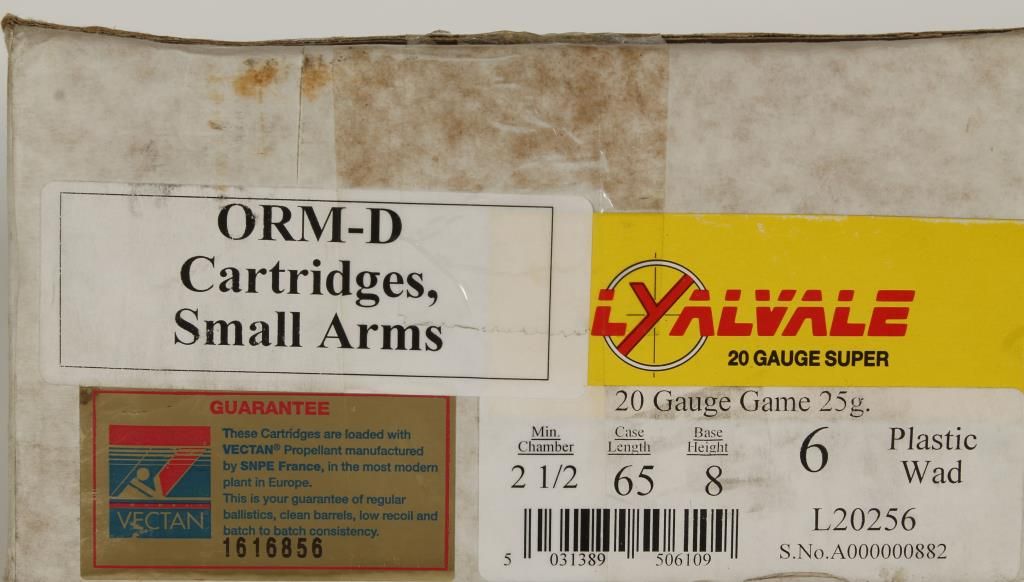 ORM-D
Cartridges,
Small Arms
LYALVALE
20 GAUGE SUPER
GUARANTEE
These Cartridges are loaded with
VECTAN® Propellant manufactured
by SNPE France, in the most modern
plant in Europe.
This is your guarantee of regular
ballistics, clean barrels, low recoil and
batch to batch consistency.
VECTAN
1616856
20 Gauge Game 25g.
Min. Chamber
2 1/2
Case Length
65
Base Height
8
6
Plastic
Wad
L20256
S.No.A000000882
5 031389 506109